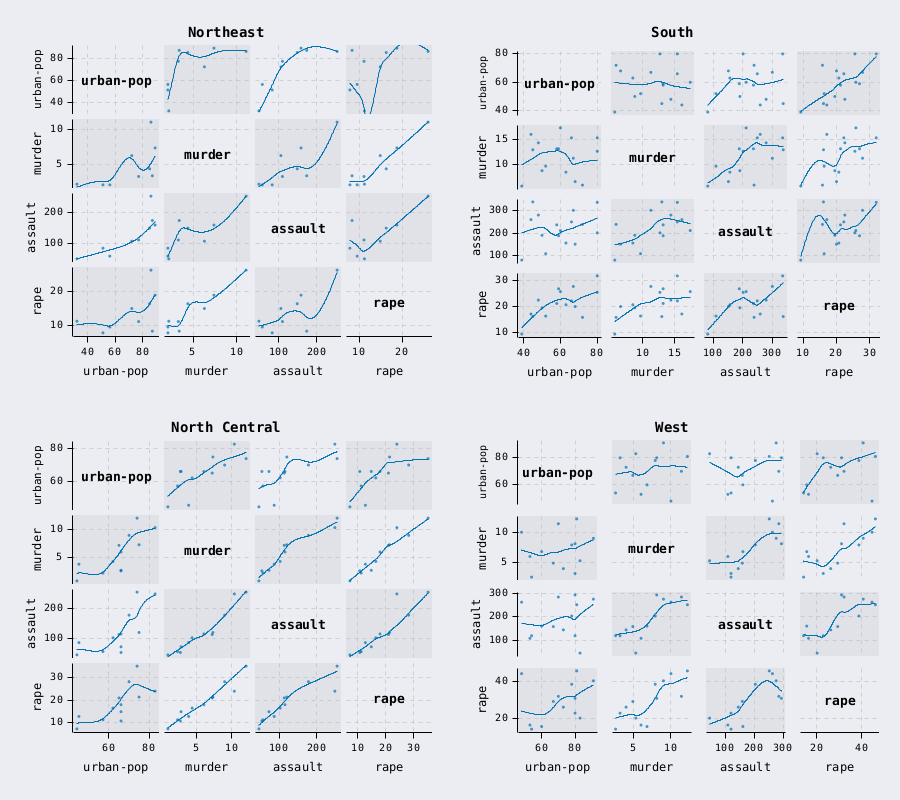 Northeast
urban-pop
80
60
40
urban-pop
murder
10
5
murder
assault
200
100
assault
rape
20
10
rape
40 60 80 5 10 100 200 10 20
urban-pop murder assault rape
South
urban-pop
80
60
40
urban-pop
murder
15
10
murder
assault
300
200
100
assault
rape
30
20
10
rape
40 60 80 10 15 100 200 300 10 20 30
urban-pop murder assault rape
North Central
urban-pop
80
60
urban-pop
murder
10
5
murder
assault
200
100
assault
rape
30
20
10
rape
60 80 5 10 100 200 10 20 30
urban-pop murder assault rape
West
urban-pop
80
60
urban-pop
murder
10
5
murder
assault
300
200
100
assault
rape
40
20
rape
60 80 5 10 100 200 300 20 40
urban-pop murder assault rape